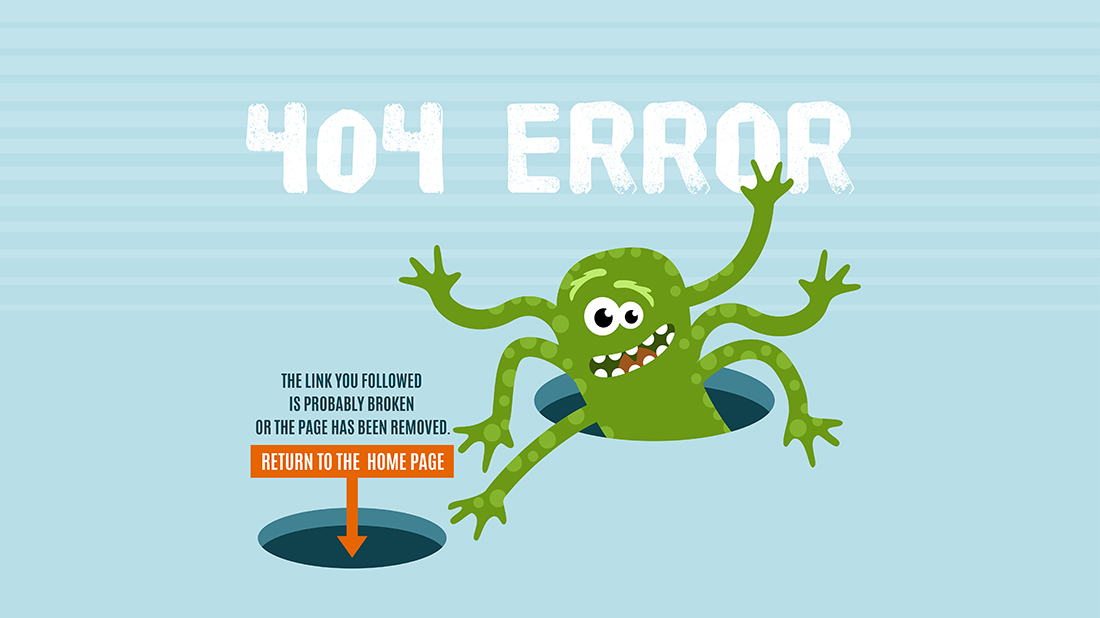 404 ERROR
THE LINK YOU FOLLOWED
IS PROBABLY BROKEN
OR THE PAGE HAS BEEN REMOVED.
RETURN TO THE HOME PAGE